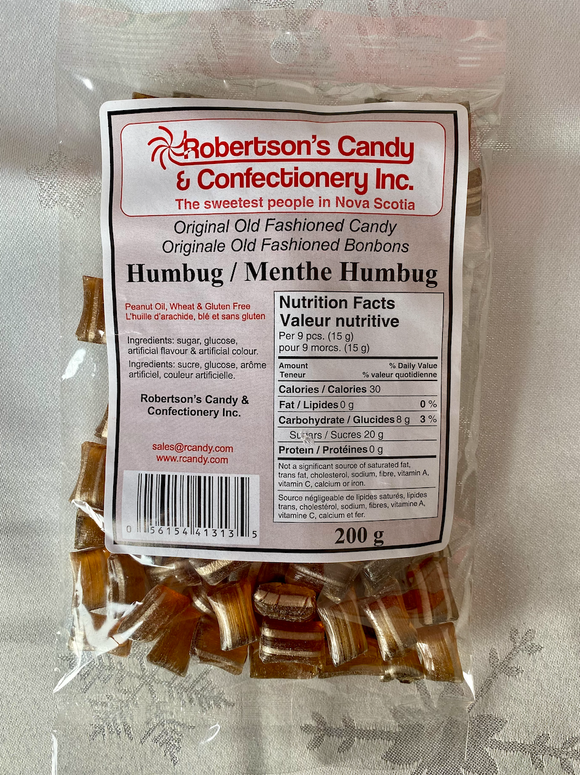 Robertson's Candy
& Confectionery Inc.
The sweetest people in Nova Scotia
Original Old Fashioned Candy
Originale Old Fashioned Bonbons
Humbug / Menthe Humbug
Peanut Oil, Wheat & Gluten Free
L'huile d'arachide, blé et sans gluten
Ingredients: sugar, glucose,
artificial flavour & artificial colour.
Ingredients: sucre, glucose, arôme
artificiel, couleur artificielle.
Robertson's Candy &
Confectionery Inc.
sales@rcandy.com
www.rcandy.com
0 56154 41313 5
Nutrition Facts
Valeur nutritive
Per 9 pcs. (15 g)
pour 9 morcs. (15 g)
Amount % Daily Value
Teneur % valeur quotidienne
Calories / Calories 30
Fat / Lipides 0 g 0 %
Carbohydrate / Glucides 8 g 3 %
Sugars / Sucres 20 g
Protein / Protéines 0 g
Not a significant source of saturated fat,
trans fat, cholesterol, sodium, fibre, vitamin A,
vitamin C, calcium or iron.
Source négligeable de lipides saturés, lipides
trans, cholestérol, sodium, fibres, vitamine A,
vitamine C, calcium et fer.
200 g